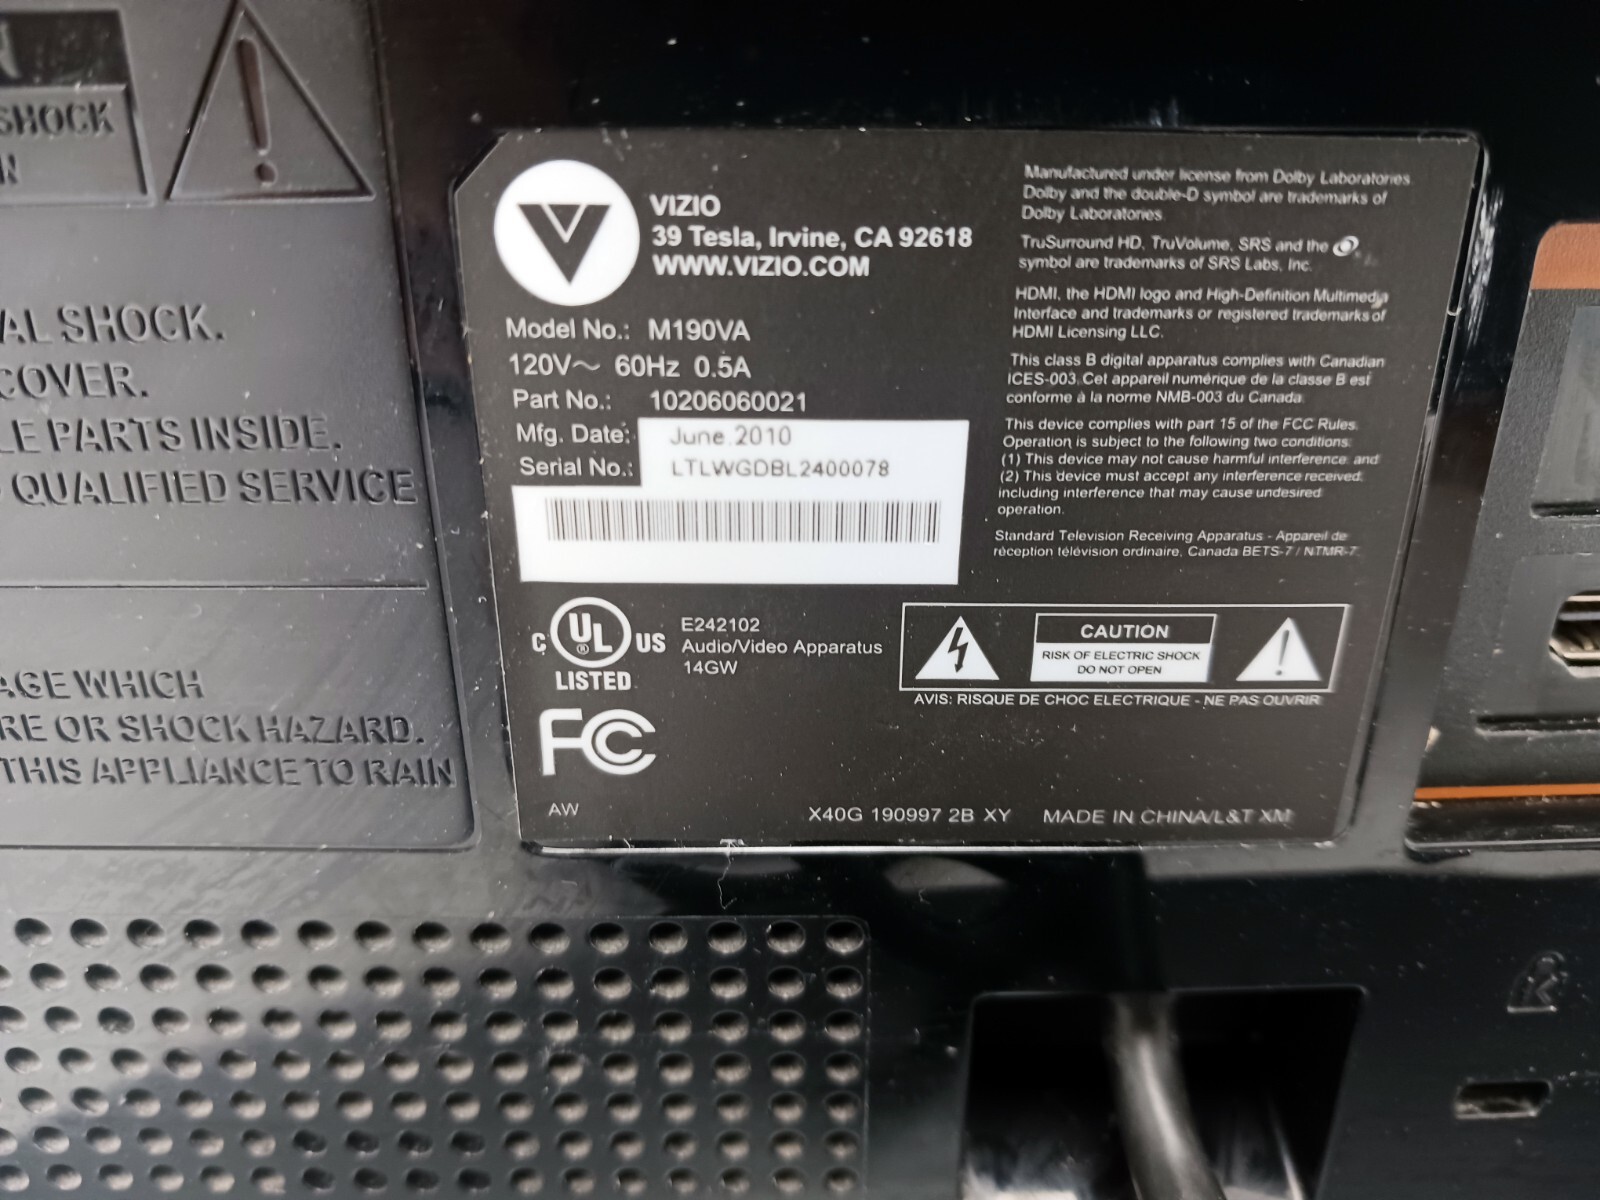 SHOCK
AL SHOCK.
COVER.
LE PARTS INSIDE.
QUALIFIED SERVICE
AGE WHICH
RE OR SHOCK HAZARD.
THIS APPLIANCE TO RAIN
VIZIO
39 Tesla, Irvine, CA 92618
WWW.VIZIO.COM
Model No.: M190VA
120V~ 60Hz 0.5A
Part No.: 10206060021
Mfg. Date: June.2010
Serial No.: LTLWGDBL2400078
C UL ® US
LISTED
E242102
Audio/Video Apparatus
14GW
FC
AW
Manufactured under license from Dolby Laboratories.
Dolby and the double-D symbol are trademarks of
Dolby Laboratories.
TruSurround HD, TruVolume, SRS and the
symbol are trademarks of SRS Labs, Inc.
HDMI, the HDMI logo and High-Definition Multimedia
Interface and trademarks or registered trademarks of
HDMI Licensing LLC.
This class B digital apparatus complies with Canadian
ICES-003. Cet appareil numérique de la classe B est
conforme à la norme NMB-003 du Canada.
This device complies with part 15 of the FCC Rules.
Operation is subject to the following two conditions:
(1) This device may not cause harmful interference, and
(2) This device must accept any interference received,
including interference that may cause undesired
operation.
Standard Television Receiving Apparatus - Appareil de
réception télévision ordinaire, Canada BETS-7 / NTMR-7.
CAUTION
RISK OF ELECTRIC SHOCK
DO NOT OPEN
AVIS: RISQUE DE CHOC ELECTRIQUE - NE PAS OUVRIR
X40G 190997 2B XY MADE IN CHINA/L&T XM